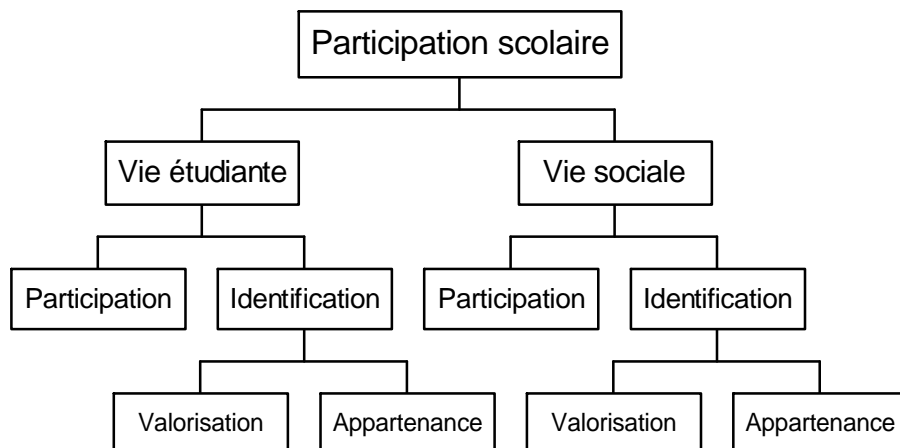 Participation scolaire
Vie étudiante
Vie sociale
Participation
Identification
Participation
Identification
Valorisation
Appartenance
Valorisation
Appartenance